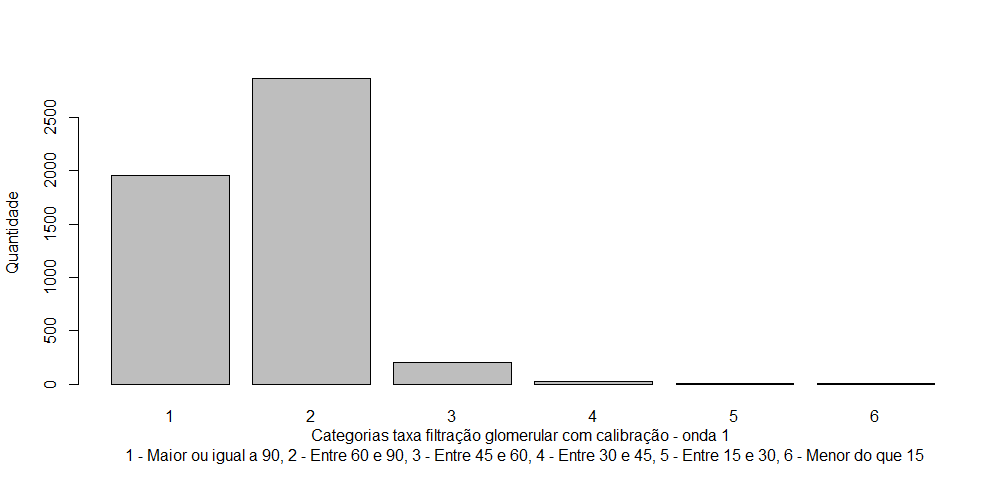 Quantidade
2500
2000
1500
1000
500
0
1 2 3 4 5 6
Categorias taxa filtração glomerular com calibração - onda 1
1 - Maior ou igual a 90, 2 - Entre 60 e 90, 3 - Entre 45 e 60, 4 - Entre 30 e 45, 5 - Entre 15 e 30, 6 - Menor do que 15